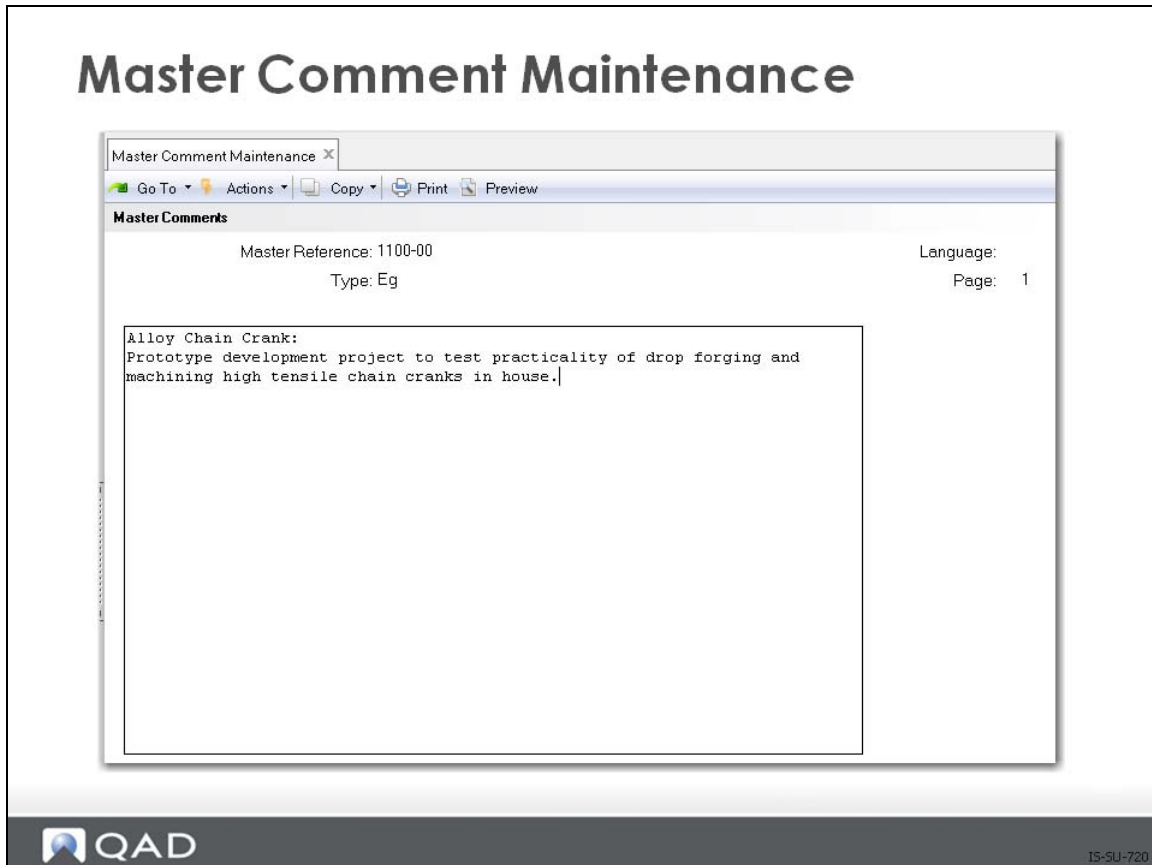 Master Comment Maintenance
Master Comment Maintenance
Go To Actions Copy Print Preview
Master Comments
Master Reference: 1100-00 Language:
Type: Eg Page: 1
Alloy Chain Crank:
Prototype development project to test practicality of drop forging and
machining high tensile chain cranks in house.
QAD
IS-SU-720